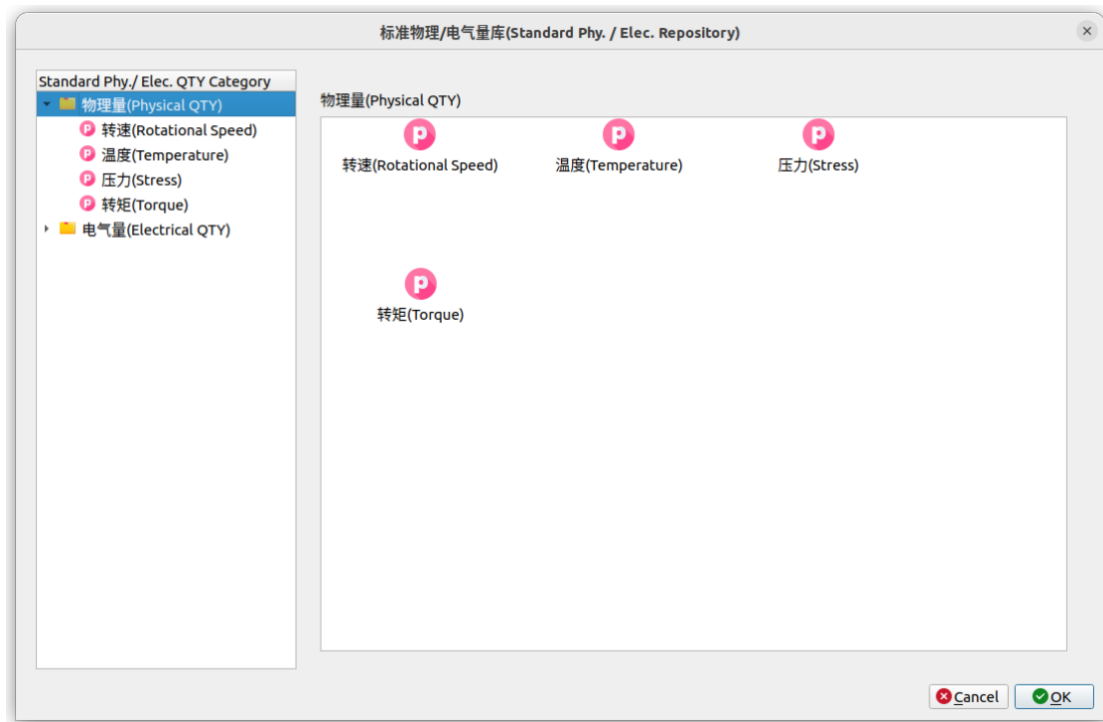 标准物理/电气量库(Standard Phy. / Elec. Repository)
Standard Phy./ Elec. QTY Category
物理量(Physical QTY)
转速(Rotational Speed)
温度(Temperature)
压力(Stress)
转矩(Torque)
电气量(Electrical QTY)
物理量(Physical QTY)
转速(Rotational Speed)
温度(Temperature)
压力(Stress)
转矩(Torque)
Cancel
OK